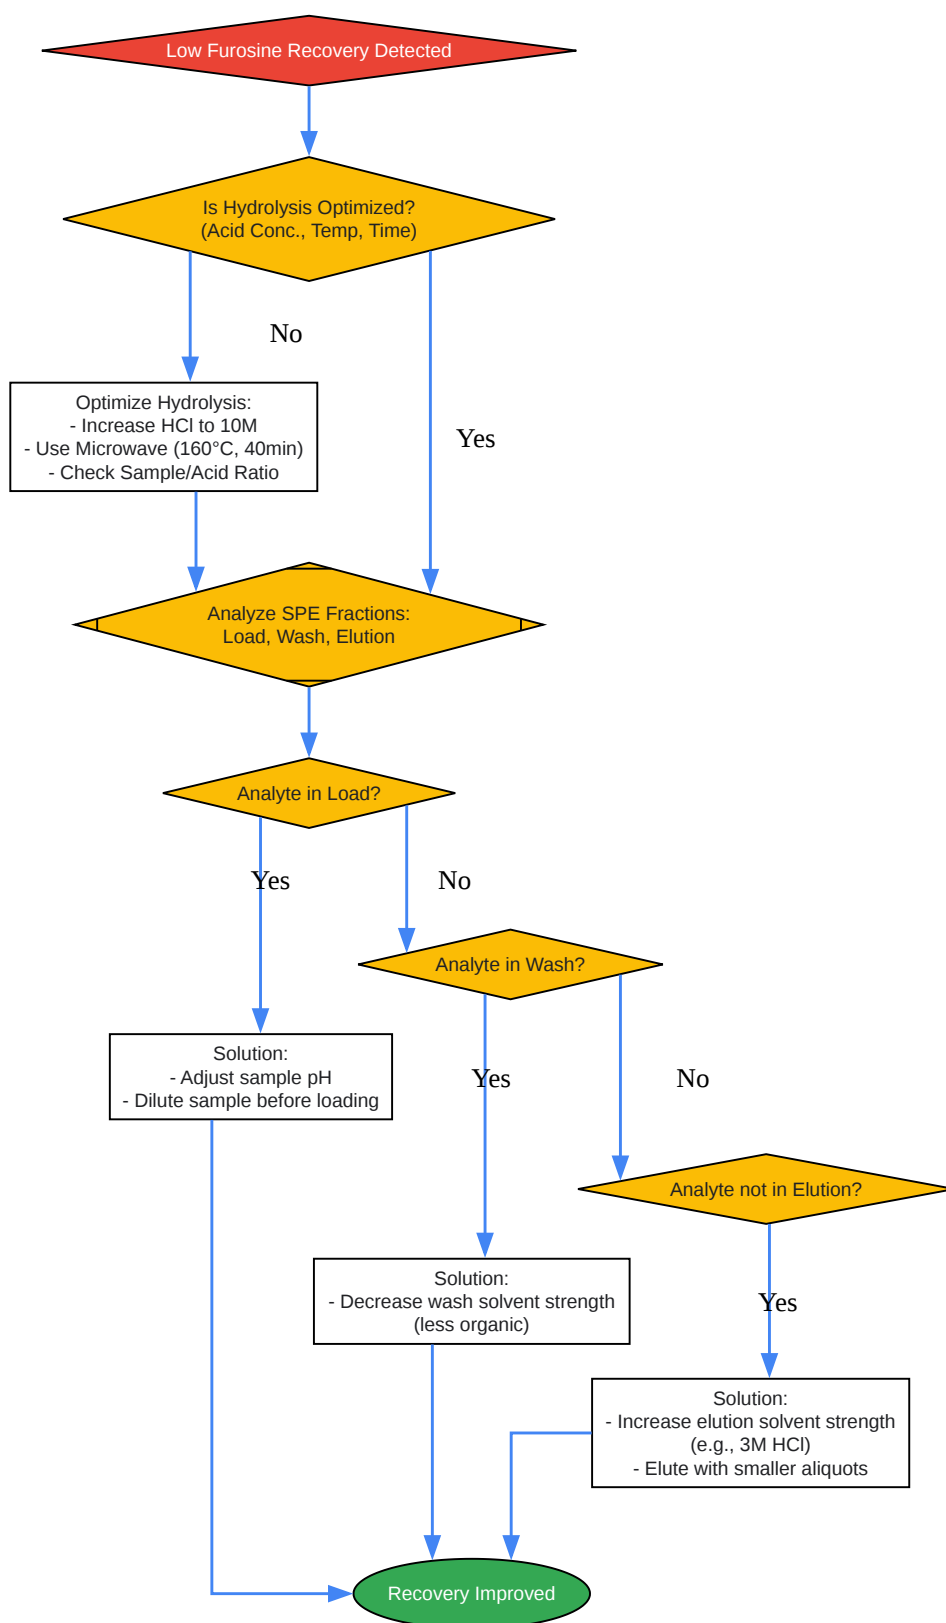 Low Furosine Recovery Detected
Is Hydrolysis Optimized?
(Acid Conc., Temp, Time)
No
Optimize Hydrolysis:
- Increase HCl to 10M
- Use Microwave (160°C, 40min)
- Check Sample/Acid Ratio
Yes
Analyze SPE Fractions:
Load, Wash, Elution
Analyte in Load?
Yes
No
Analyte in Wash?
Solution:
- Adjust sample pH
- Dilute sample before loading
Yes
No
Analyte not in Elution?
Solution:
- Decrease wash solvent strength
(less organic)
Yes
Solution:
- Increase elution solvent strength
(e.g., 3M HCl)
- Elute with smaller aliquots
Recovery Improved